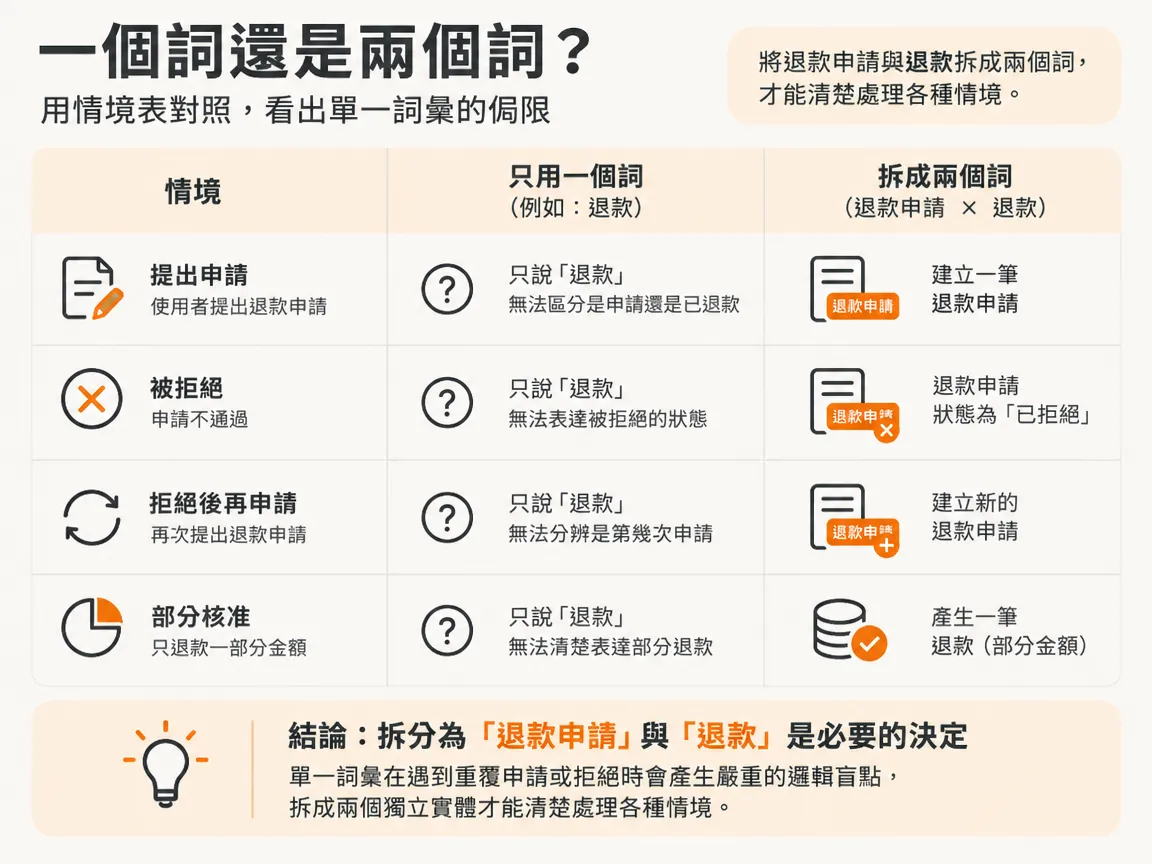 一個詞還是兩個詞？
用情境表對照，看出單一詞彙的侷限
將退款申請與退款拆成兩個詞，
才能清楚處理各種情境。
情境
只用一個詞
（例如：退款）
拆成兩個詞
（退款申請 × 退款）
提出申請
使用者提出退款申請
?
只說「退款」
無法區分是申請還是已退款
退款申請
建立一筆
退款申請
被拒絕
申請不通過
?
只說「退款」
無法表達被拒絕的狀態
退款申請
退款申請
狀態為「已拒絕」
拒絕後再申請
再次提出退款申請
?
只說「退款」
無法分辨是第幾次申請
退款申請
建立新的
退款申請
部分核准
只退款一部分金額
?
只說「退款」
無法清楚表達部分退款
產生一筆
退款（部分金額）
結論：拆分為「退款申請」與「退款」是必要的決定
單一詞彙在遇到重覆申請或拒絕時會產生嚴重的邏輯盲點，
拆成兩個獨立實體才能清楚處理各種情境。